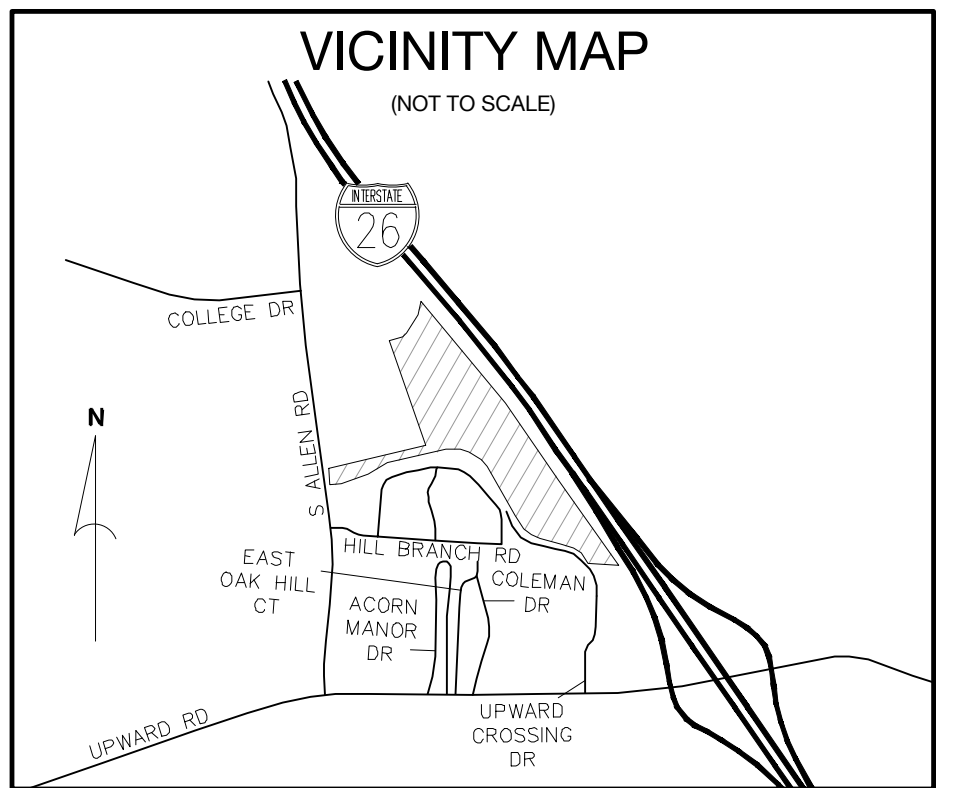 VICINITY MAP
(NOT TO SCALE)
INTERSTATE
26
COLLEGE DR
S ALLEN RD
N
HILL BRANCH RD
EAST
OAK HILL
CT
COLEMAN
DR
ACORN
MANOR
DR
UPWARD RD
UPWARD
CROSSING
DR